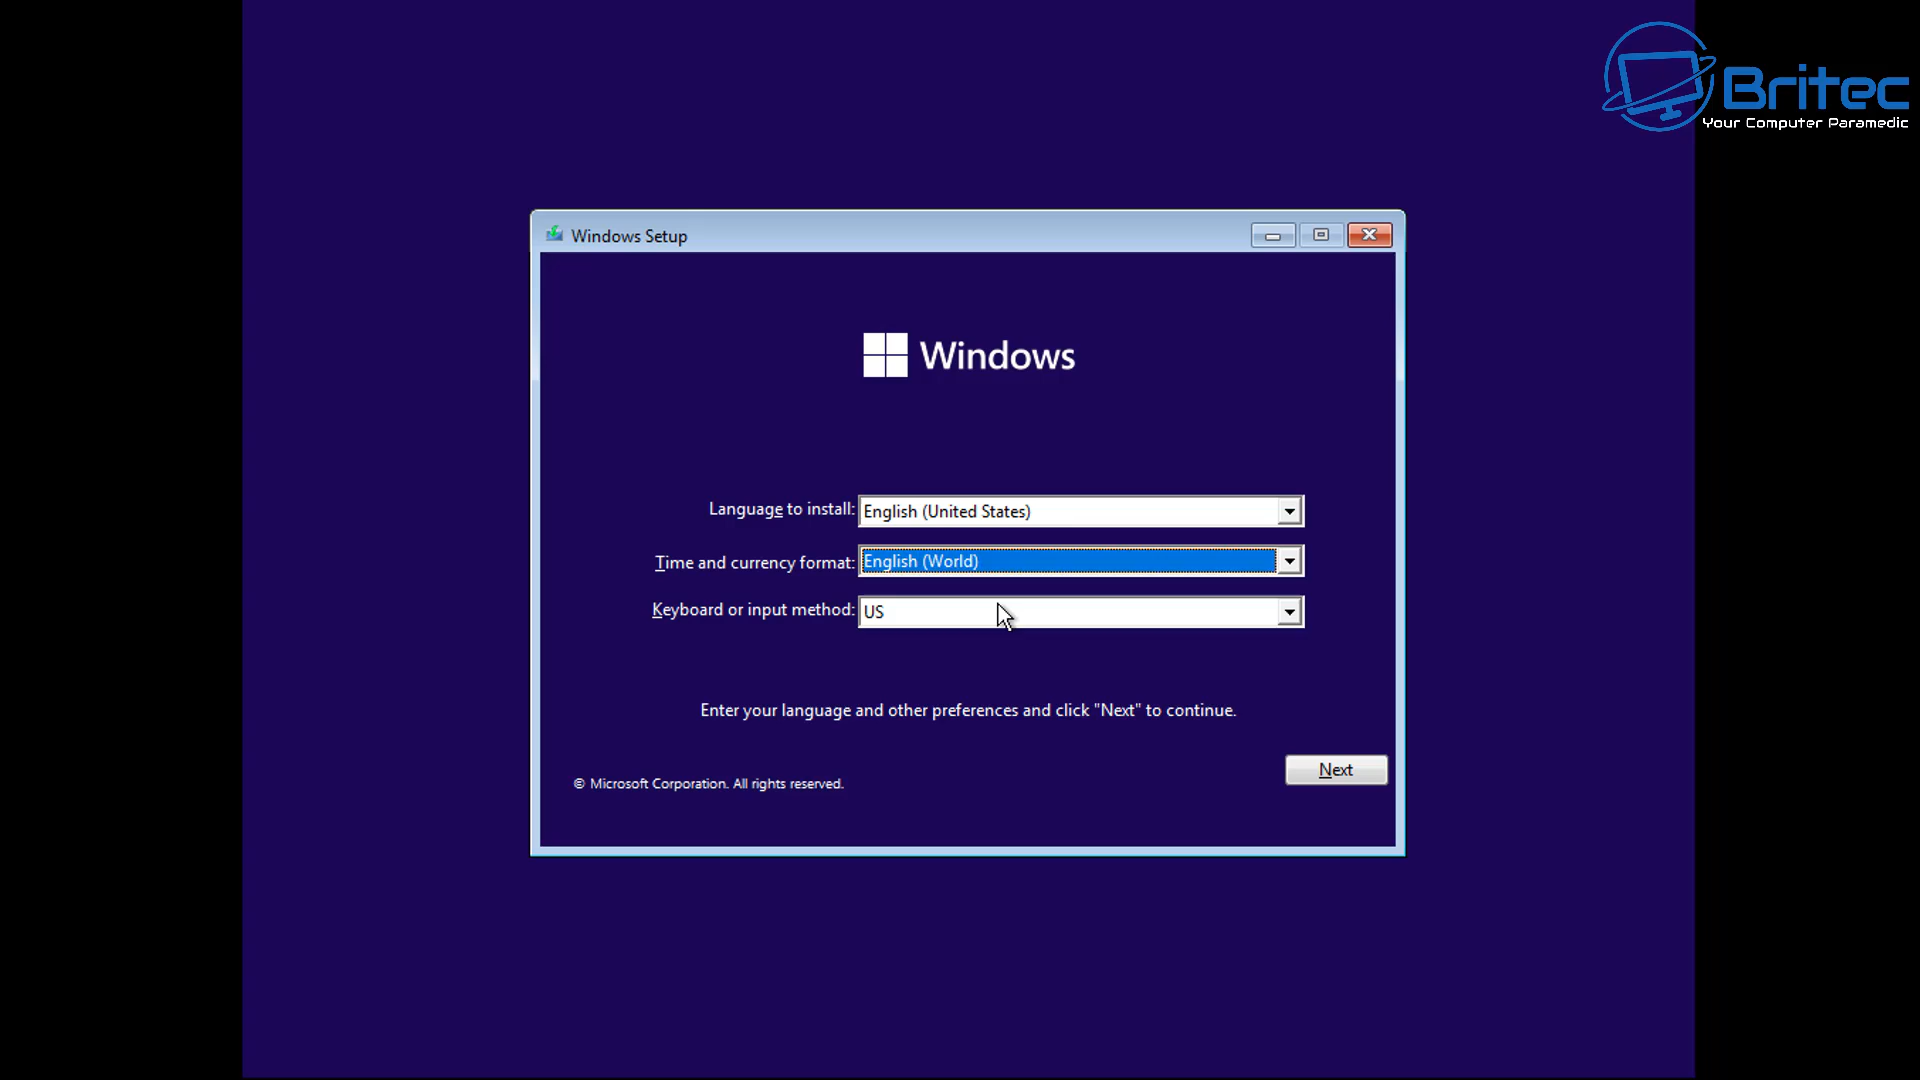 Britec
Your Computer Paramedic
Windows Setup
Windows
Language to install: English (United States)
Time and currency format: English (World)
Keyboard or input method: US
Enter your language and other preferences and click "Next" to continue.
Next
© Microsoft Corporation. All rights reserved.